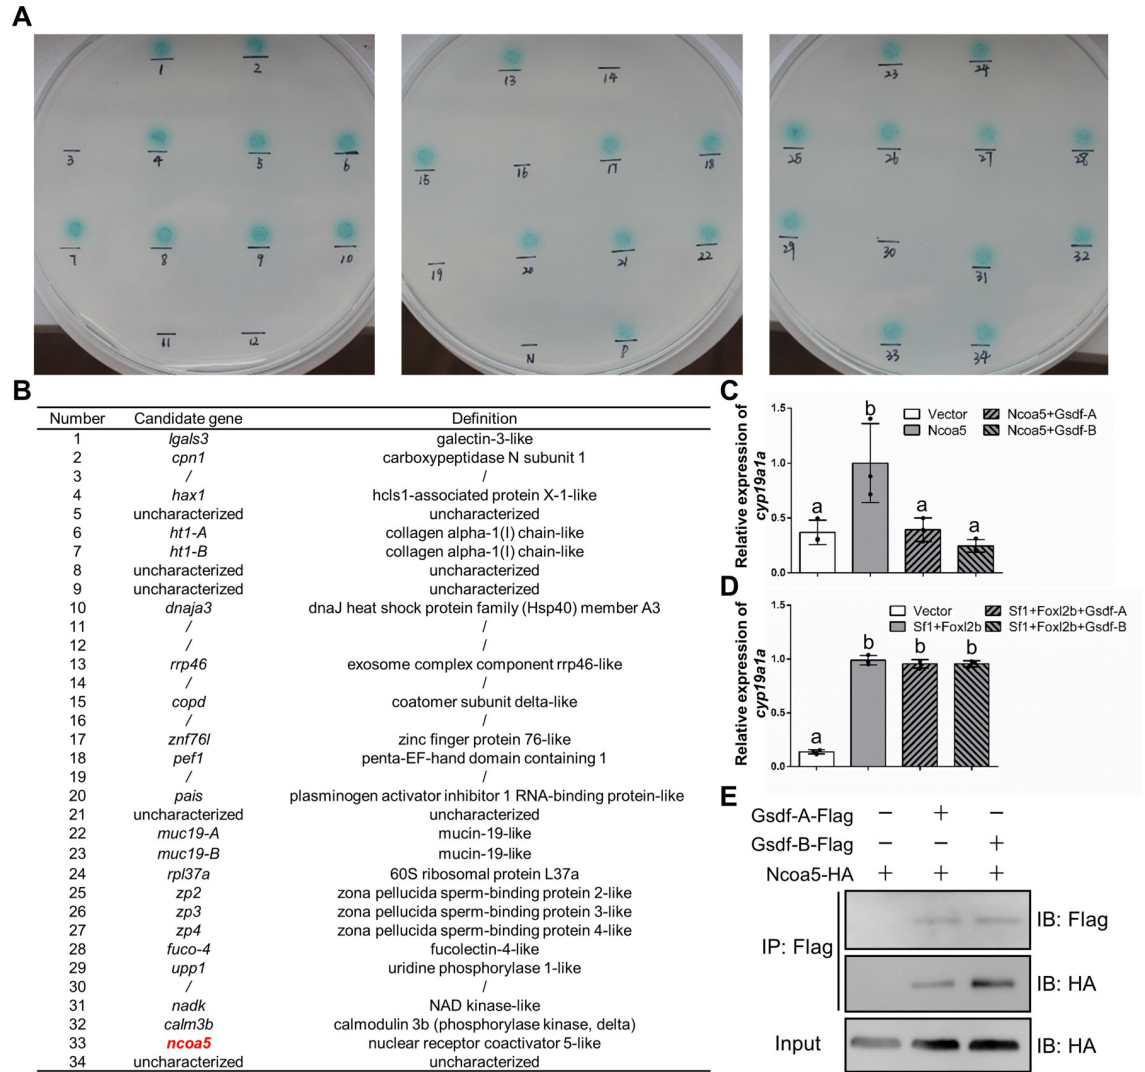 A
1 2
3 4 5 6
7 8 9 10
11 12
13 14
15 16 17 18
19 20 21 22
N P
23 24
25 26 27 28
29 30 31 32
33 34
B
Number Candidate gene Definition
1 lgals3 galectin-3-like
2 cpn1 carboxypeptidase N subunit 1
3 / /
4 hax1 hcls1-associated protein X-1-like
5 uncharacterized uncharacterized
6 ht1-A collagen alpha-1(I) chain-like
7 ht1-B collagen alpha-1(I) chain-like
8 uncharacterized uncharacterized
9 uncharacterized uncharacterized
10 dnaja3 dnaJ heat shock protein family (Hsp40) member A3
11 / /
12 / /
13 rrp46 exosome complex component rrp46-like
14 / /
15 copd coatomer subunit delta-like
16 / /
17 znf76l zinc finger protein 76-like
18 pef1 penta-EF-hand domain containing 1
19 / /
20 pais plasminogen activator inhibitor 1 RNA-binding protein-like
21 uncharacterized uncharacterized
22 muc19-A mucin-19-like
23 muc19-B mucin-19-like
24 rpl37a 60S ribosomal protein L37a
25 zp2 zona pellucida sperm-binding protein 2-like
26 zp3 zona pellucida sperm-binding protein 3-like
27 zp4 zona pellucida sperm-binding protein 4-like
28 fuco-4 fucolectin-4-like
29 upp1 uridine phosphorylase 1-like
30 / /
31 nadk NAD kinase-like
32 calm3b calmodulin 3b (phosphorylase kinase, delta)
33 ncoa5 nuclear receptor coactivator 5-like
34 uncharacterized uncharacterized
C
Relative expression of
cyp19a1a
1.5
1.0
0.5
0.0
Vector Ncoa5+Gsdf-A
Ncoa5 Ncoa5+Gsdf-B
a b a a
D
Relative expression of
cyp19a1a
1.5
1.0
0.5
0.0
Vector Sf1+Foxl2b+Gsdf-A
Sf1+Foxl2b Sf1+Foxl2b+Gsdf-B
a b b b
E
Gsdf-A-Flag − + −
Gsdf-B-Flag − − +
Ncoa5-HA + + +
IP: Flag
IB: Flag
IB: HA
Input IB: HA